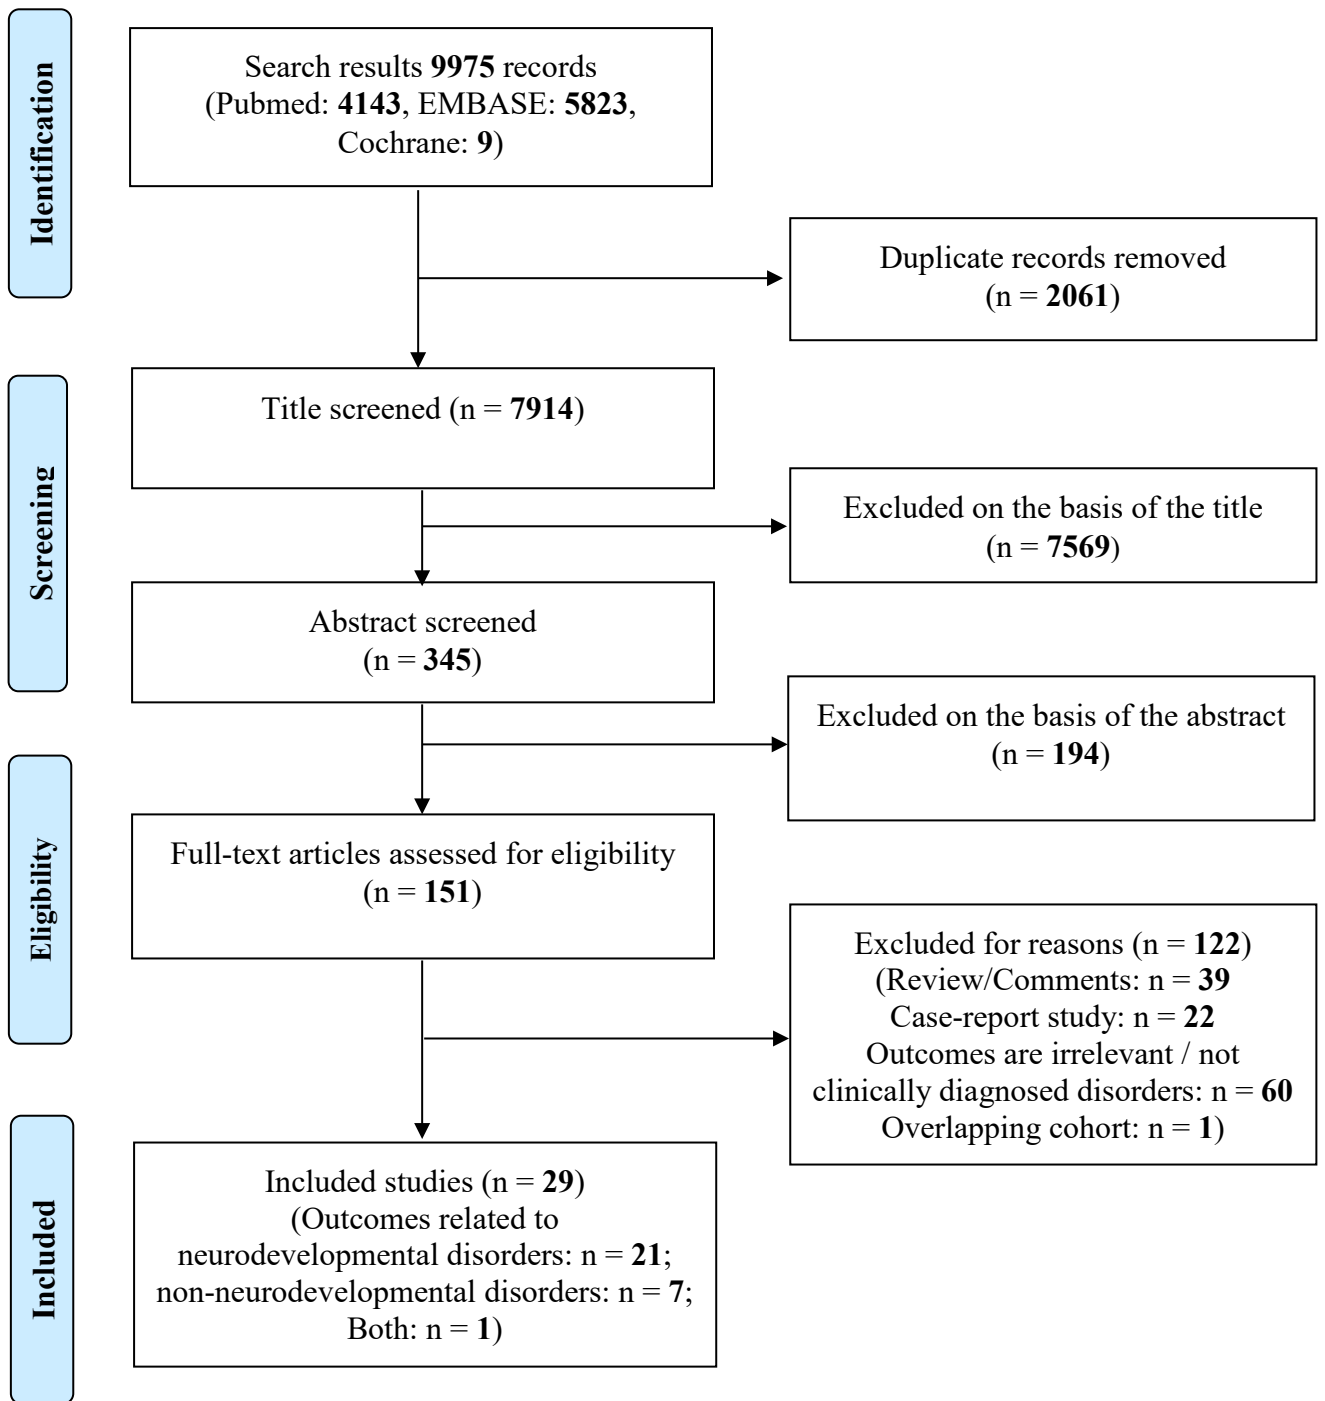 Identification
Search results 9975 records
(Pubmed: 4143, EMBASE: 5823,
Cochrane: 9)
Duplicate records removed
(n = 2061)
Screening
Title screened (n = 7914)
Excluded on the basis of the title
(n = 7569)
Abstract screened
(n = 345)
Excluded on the basis of the abstract
(n = 194)
Eligibility
Full-text articles assessed for eligibility
(n = 151)
Excluded for reasons (n = 122)
(Review/Comments: n = 39
Case-report study: n = 22
Outcomes are irrelevant / not
clinically diagnosed disorders: n = 60
Overlapping cohort: n = 1)
Included
Included studies (n = 29)
(Outcomes related to
neurodevelopmental disorders: n = 21;
non-neurodevelopmental disorders: n = 7;
Both: n = 1)